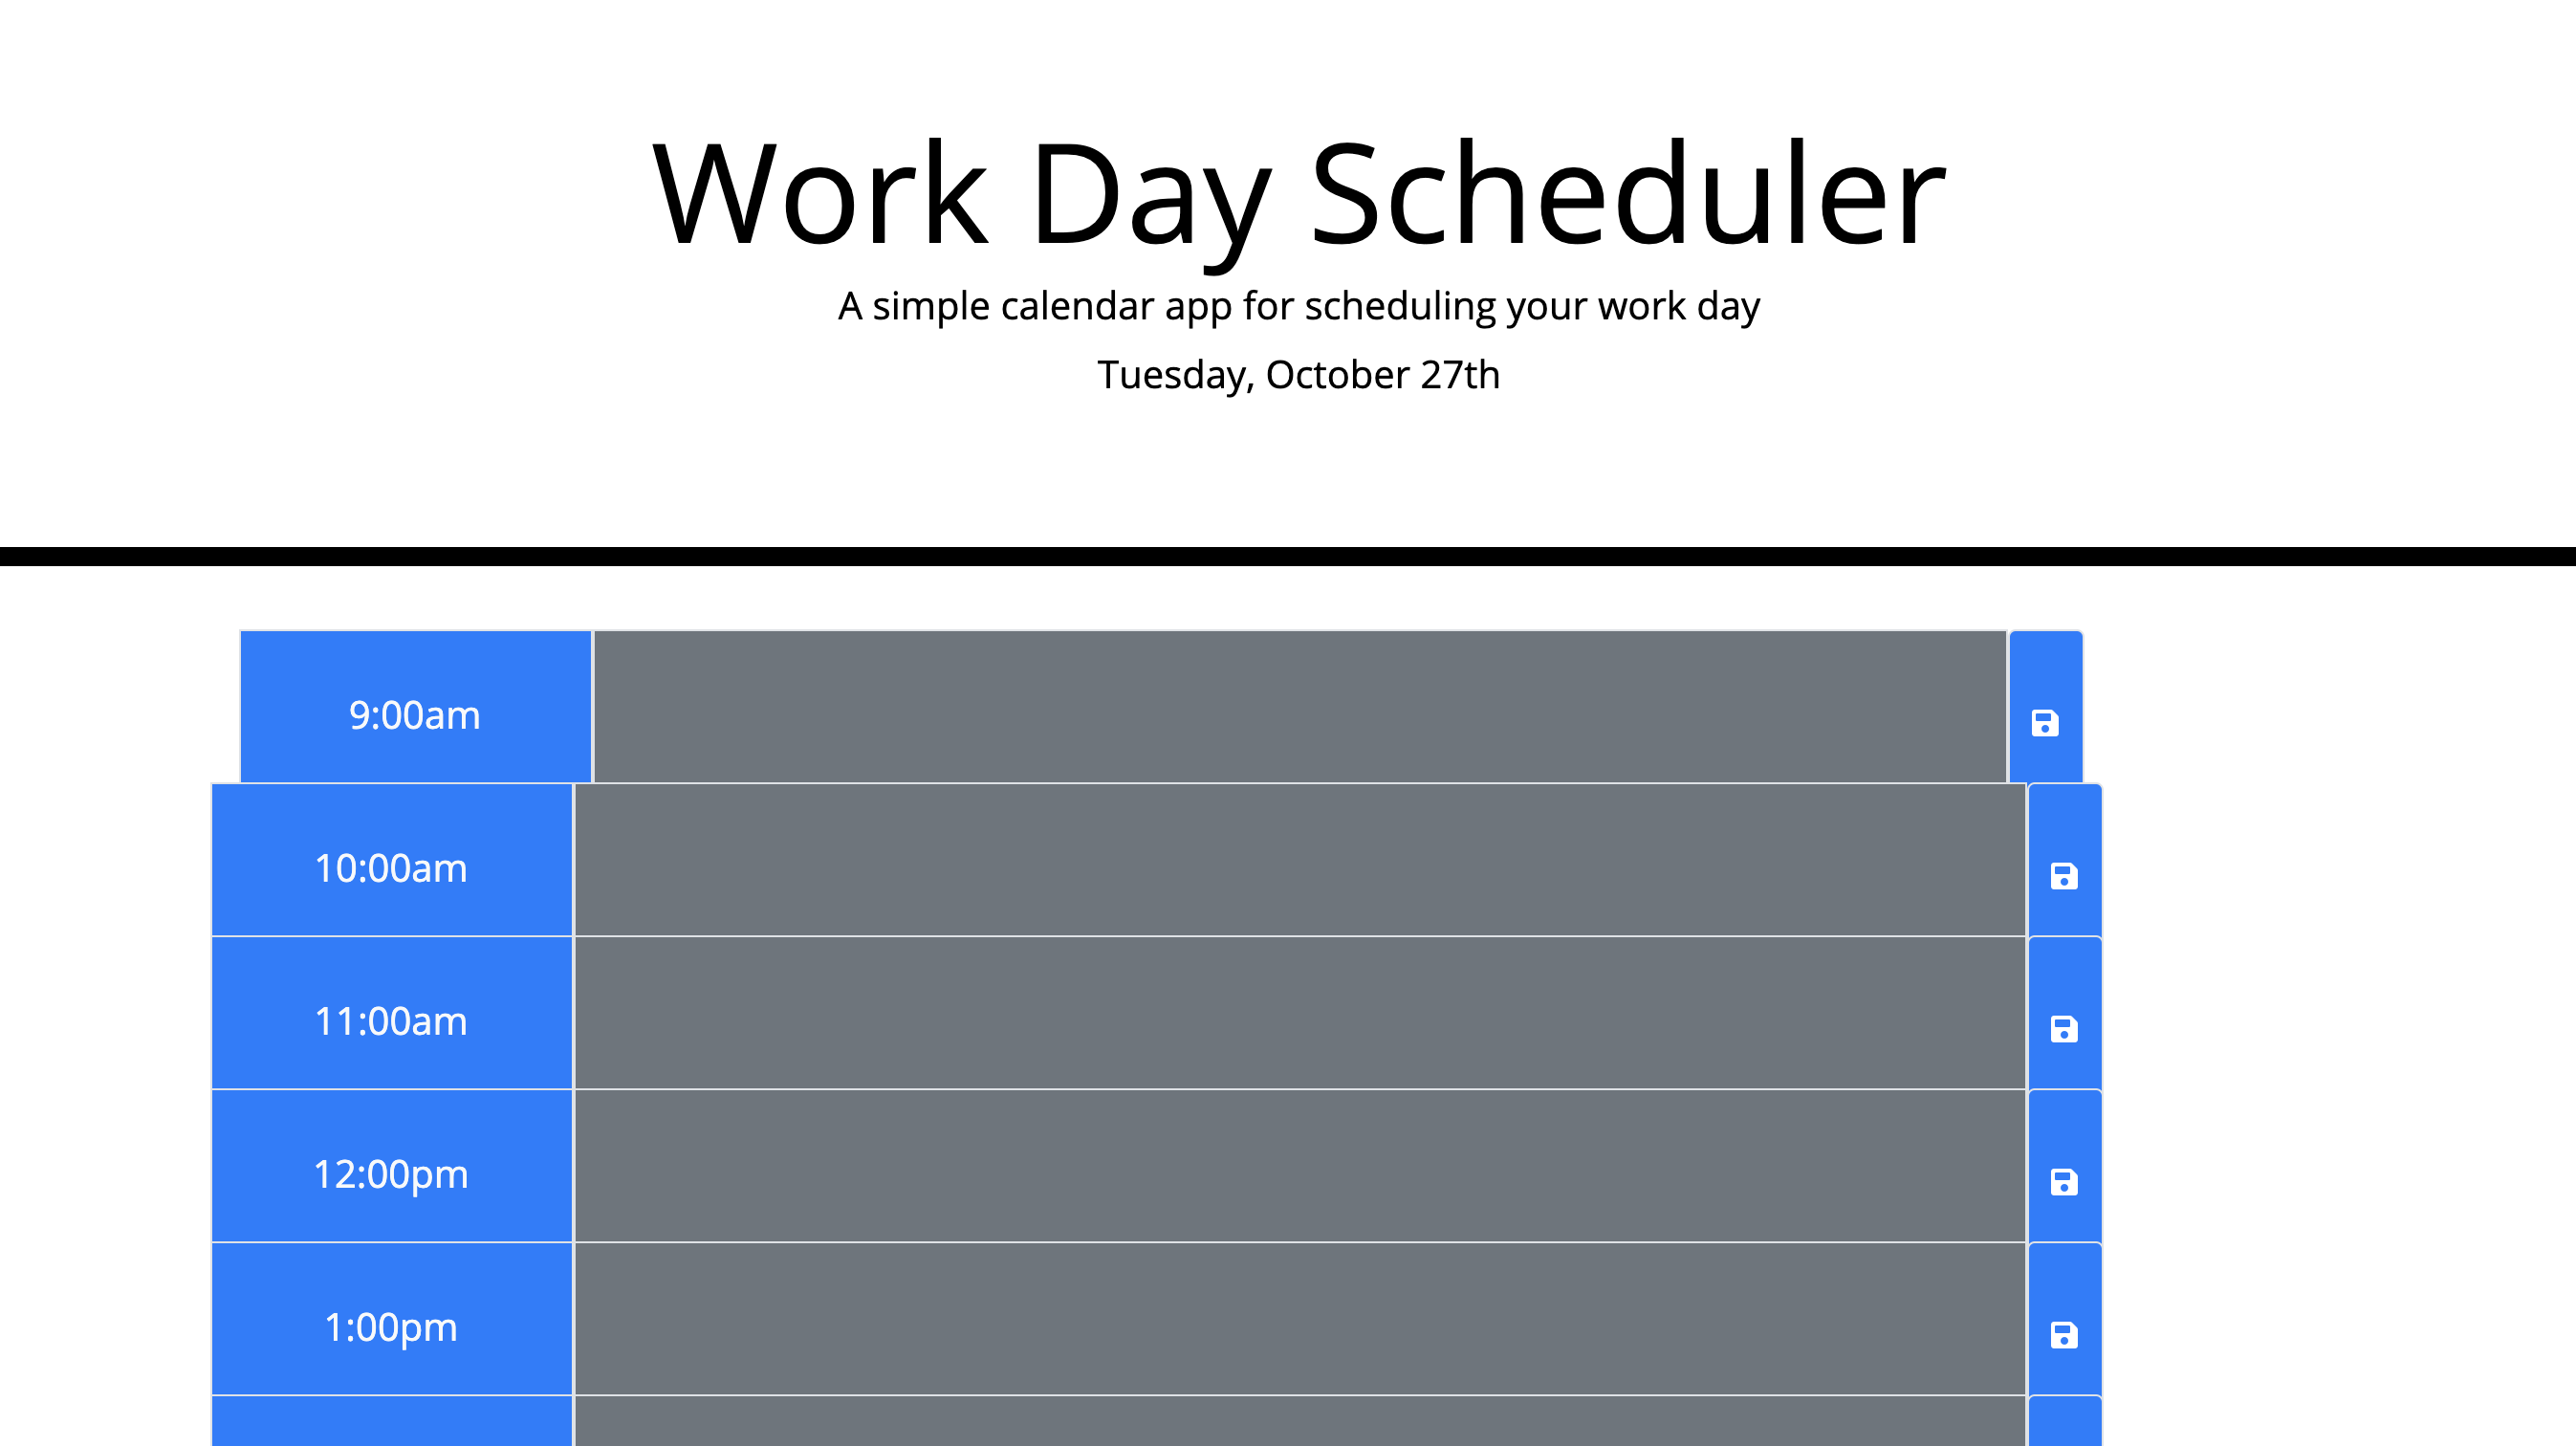 Work Day Scheduler
A simple calendar app for scheduling your work day
Tuesday, October 27th
9:00am
10:00am
11:00am
12:00pm
1:00pm